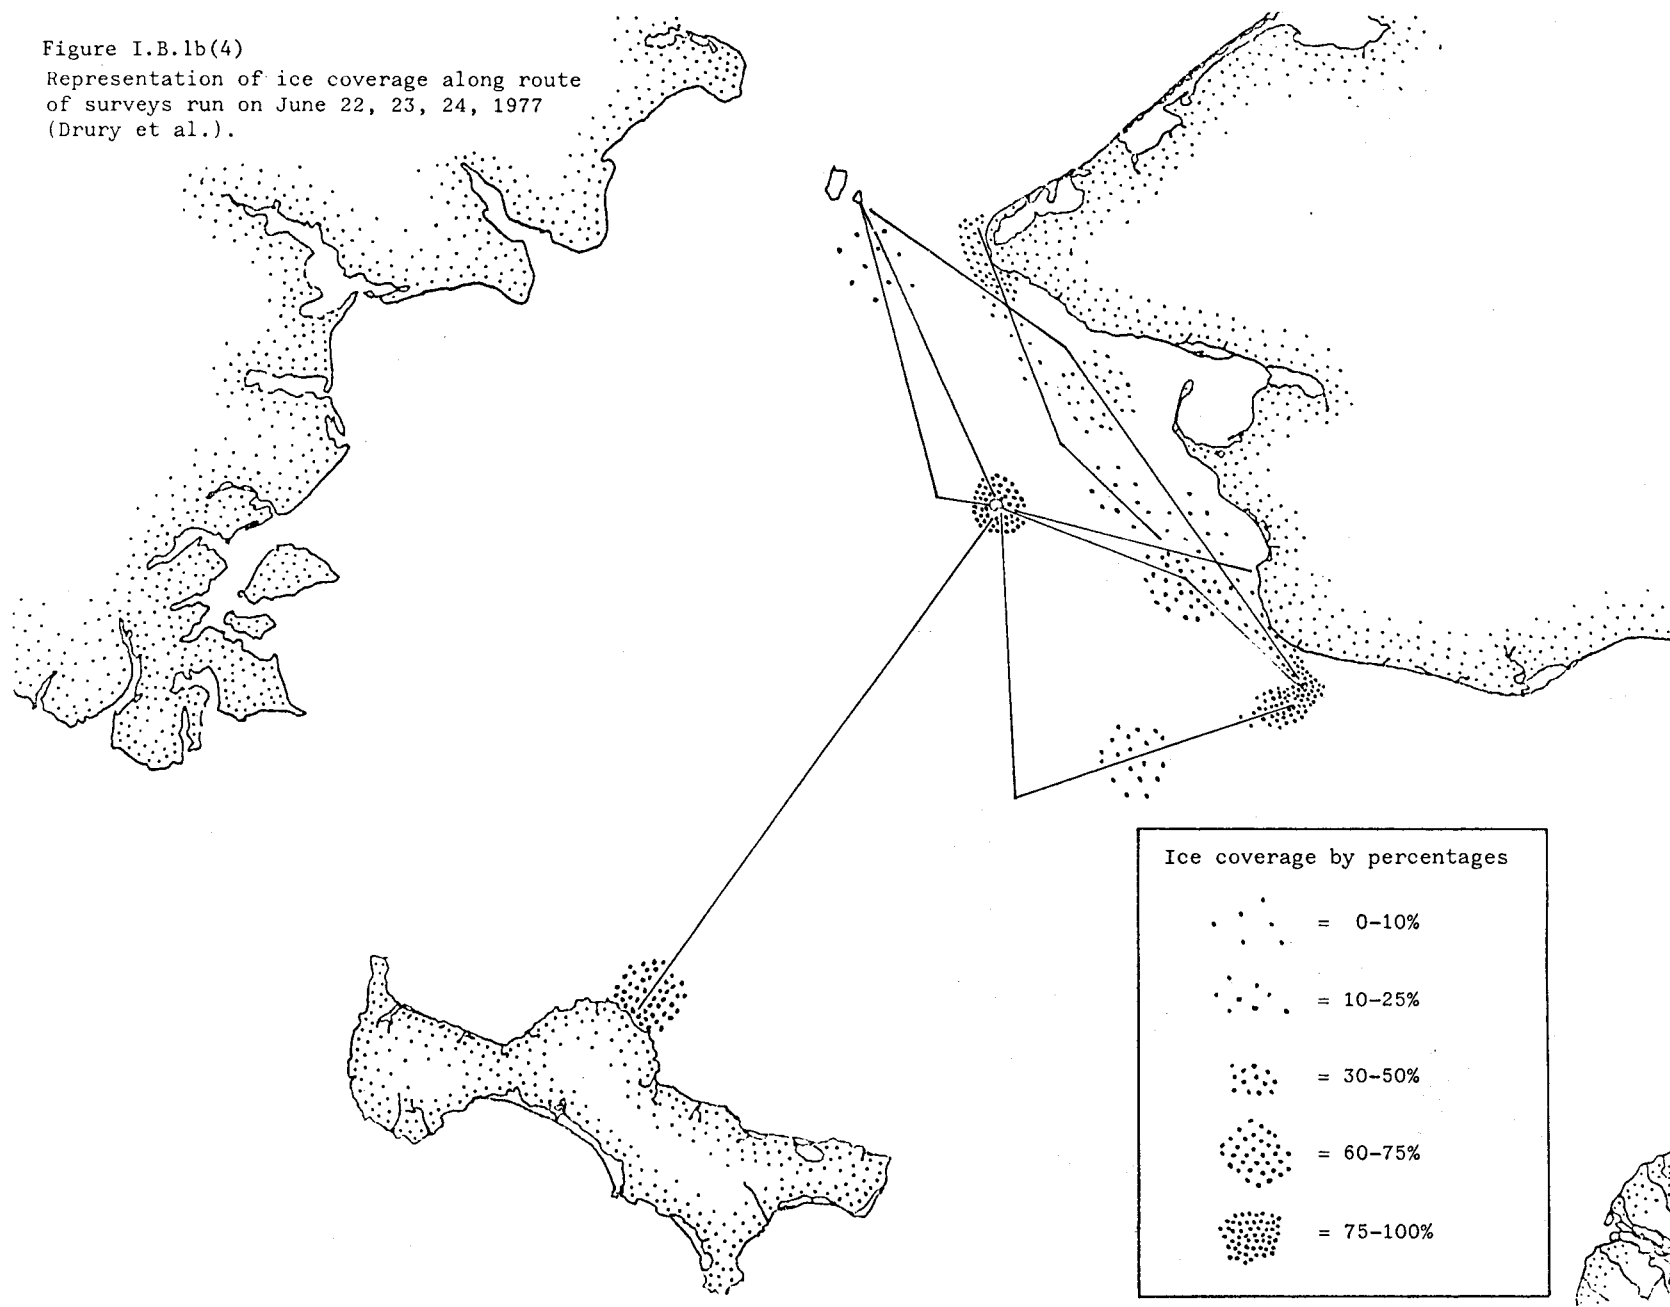 Figure I.B.1b(4)
Representation of ice coverage along route
of surveys run on June 22, 23, 24, 1977
(Drury et al.).
Ice coverage by percentages
= 0-10%
= 10-25%
= 30-50%
= 60-75%
= 75-100%